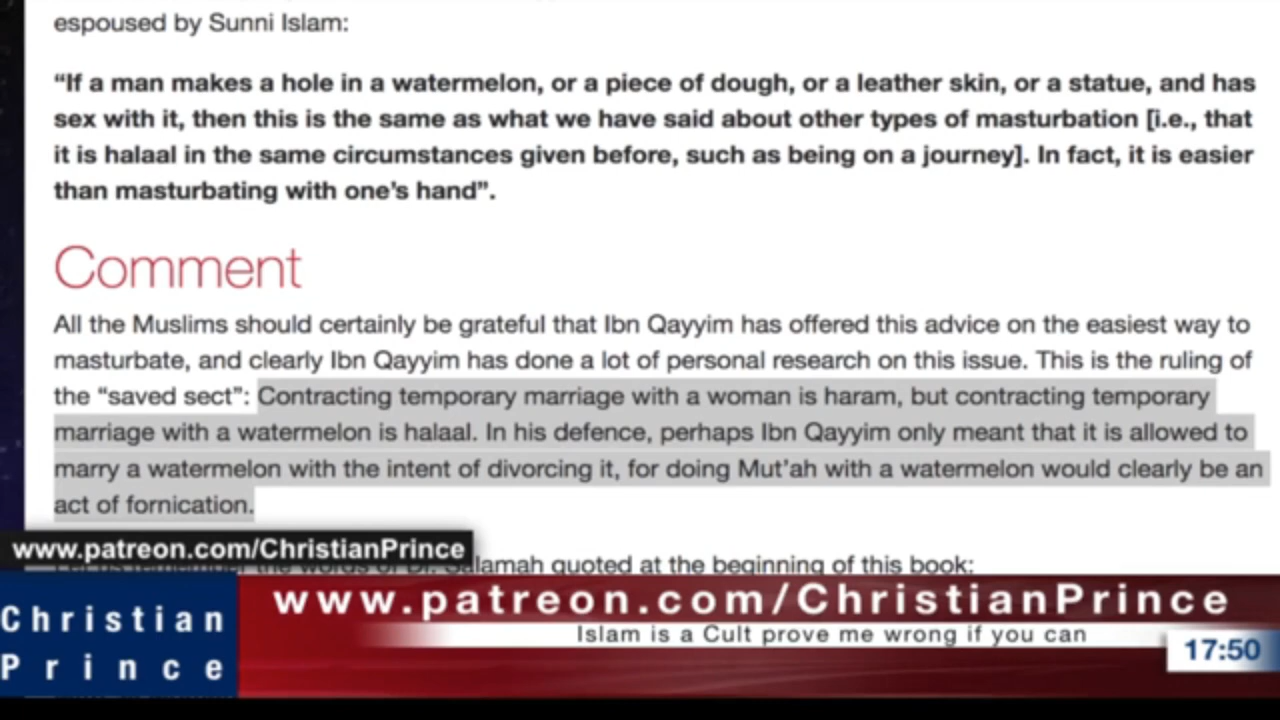 espoused by Sunni Islam:
“If a man makes a hole in a watermelon, or a piece of dough, or a leather skin, or a statue, and has
sex with it, then this is the same as what we have said about other types of masturbation [i.e., that
it is halaal in the same circumstances given before, such as being on a journey]. In fact, it is easier
than masturbating with one’s hand”.
Comment
All the Muslims should certainly be grateful that Ibn Qayyim has offered this advice on the easiest way to
masturbate, and clearly Ibn Qayyim has done a lot of personal research on this issue. This is the ruling of
the “saved sect”: Contracting temporary marriage with a woman is haram, but contracting temporary
marriage with a watermelon is halaal. In his defence, perhaps Ibn Qayyim only meant that it is allowed to
marry a watermelon with the intent of divorcing it, for doing Mut’ah with a watermelon would clearly be an
act of fornication.
www.patreon.com/ChristianPrince
quoted at the beginning of this book:
www.patreon.com/ChristianPrince
Islam is a Cult prove me wrong if you can
Christian
Prince
17:50